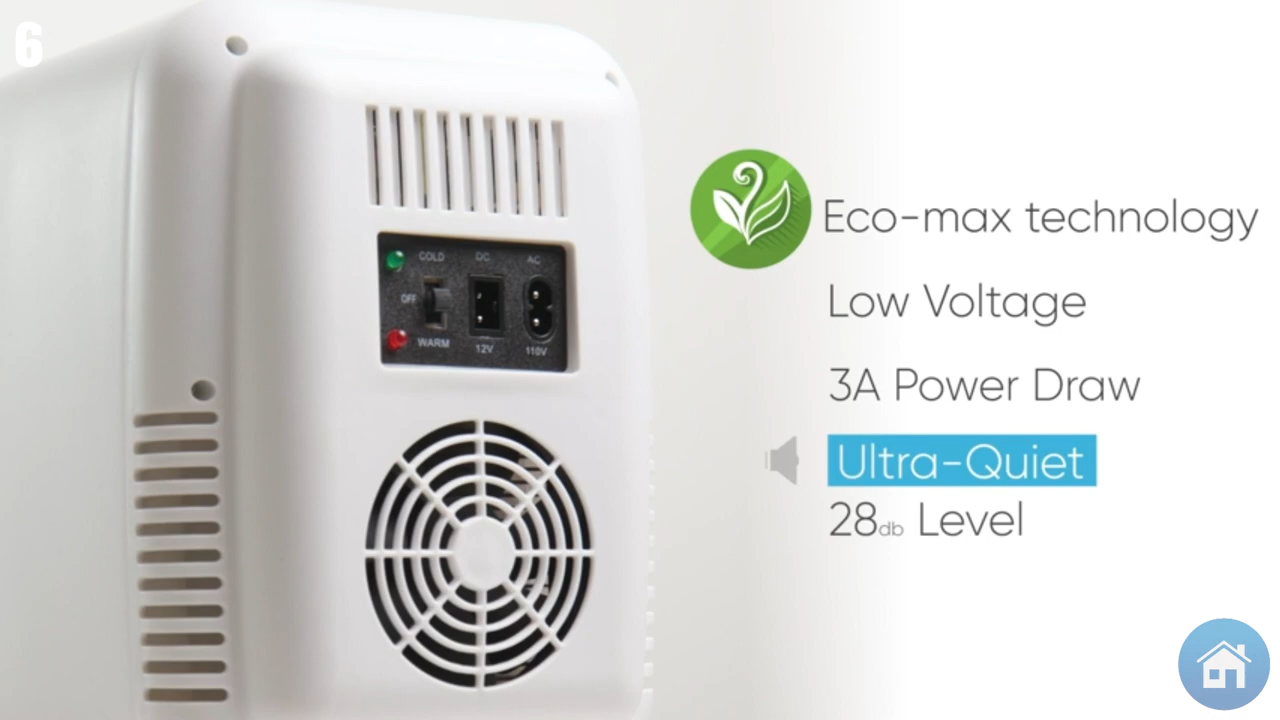 6
Eco-max technology
Low Voltage
3A Power Draw
Ultra-Quiet
28db Level
COLD DC AC
OFF
WARM 12V 110V